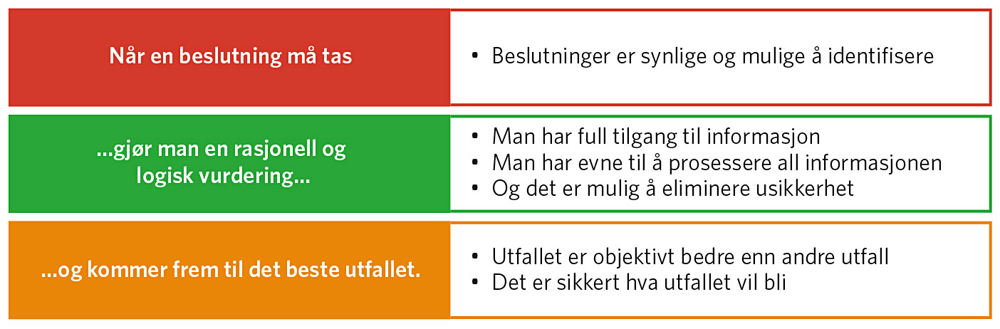 Når en beslutning må tas
• Beslutninger er synlige og mulige å identifisere
...gjør man en rasjonell og
logisk vurdering...
• Man har full tilgang til informasjon
• Man har evne til å prosessere all informasjonen
• Og det er mulig å eliminere usikkerhet
...og kommer frem til det beste utfallet.
• Utfallet er objektivt bedre enn andre utfall
• Det er sikkert hva utfallet vil bli